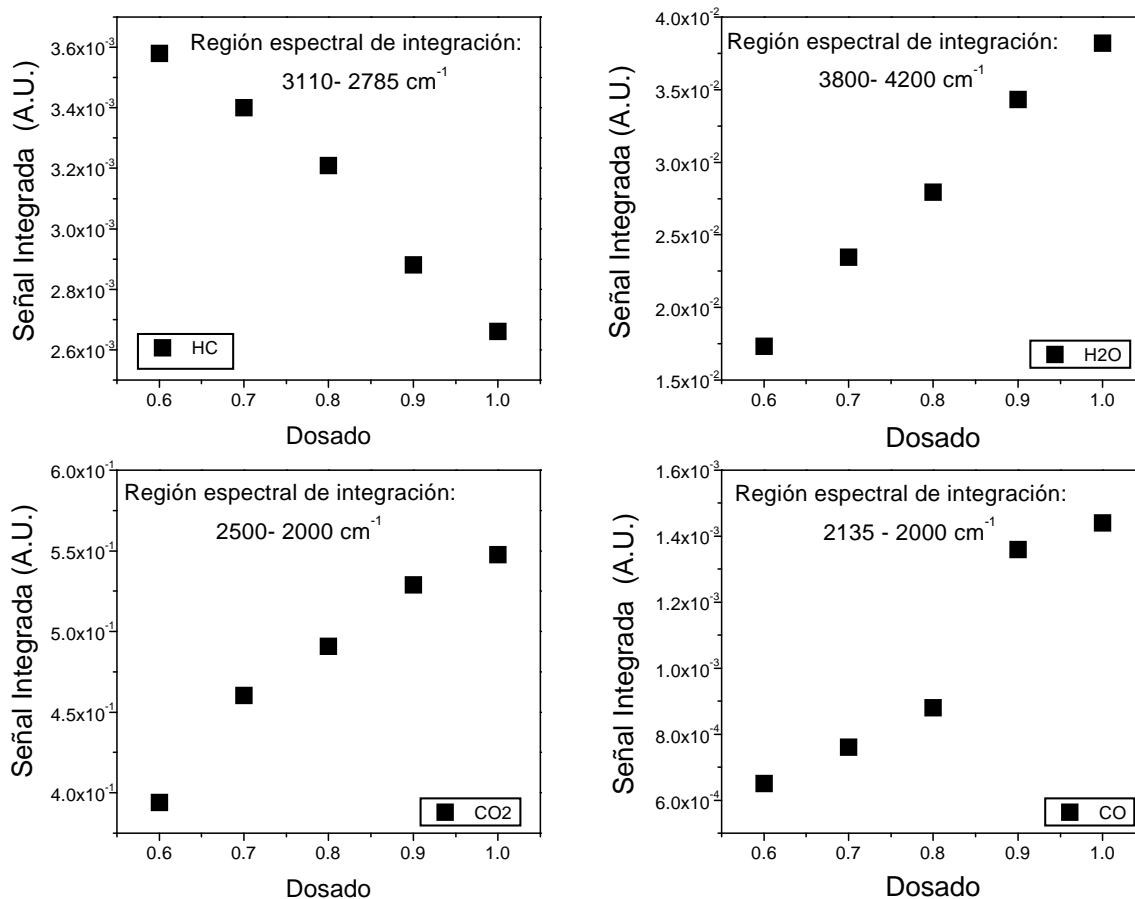 Región espectral de integración:
3110- 2785 cm⁻¹
3.6x10⁻³
3.4x10⁻³
3.2x10⁻³
3.0x10⁻³
2.8x10⁻³
2.6x10⁻³
Señal Integrada (A.U.)
HC
0.6 0.7 0.8 0.9 1.0
Dosado
Región espectral de integración:
3800- 4200 cm⁻¹
4.0x10⁻²
3.5x10⁻²
3.0x10⁻²
2.5x10⁻²
2.0x10⁻²
1.5x10⁻²
Señal Integrada (A.U.)
H2O
0.6 0.7 0.8 0.9 1.0
Dosado
Región espectral de integración:
2500- 2000 cm⁻¹
6.0x10⁻¹
5.5x10⁻¹
5.0x10⁻¹
4.5x10⁻¹
4.0x10⁻¹
Señal Integrada (A.U.)
CO2
0.6 0.7 0.8 0.9 1.0
Dosado
Región espectral de integración:
2135 - 2000 cm⁻¹
1.6x10⁻³
1.4x10⁻³
1.2x10⁻³
1.0x10⁻³
8.0x10⁻⁴
6.0x10⁻⁴
Señal Integrada (A.U.)
CO
0.6 0.7 0.8 0.9 1.0
Dosado